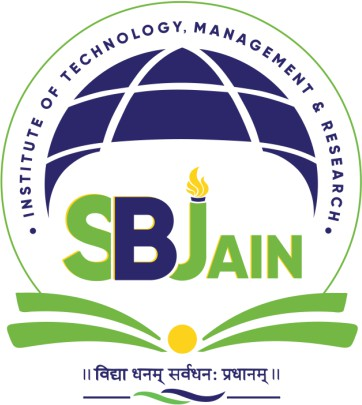 • INSTITUTE OF TECHNOLOGY, MANAGEMENT & RESEARCH •
SBJAIN
॥ विद्या धनम् सर्वधनः प्रधानम् ॥